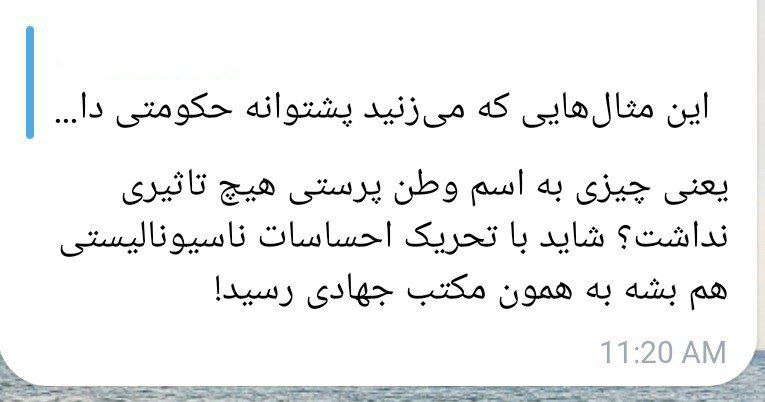 این مثال‌هایی که می‌زنید پشتوانه حکومتی دا...
یعنی چیزی به اسم وطن پرستی هیچ تاثیری
نداشت؟ شاید با تحریک احساسات ناسیونالیستی
هم بشه به همون مکتب جهادی رسید!
11:20 AM